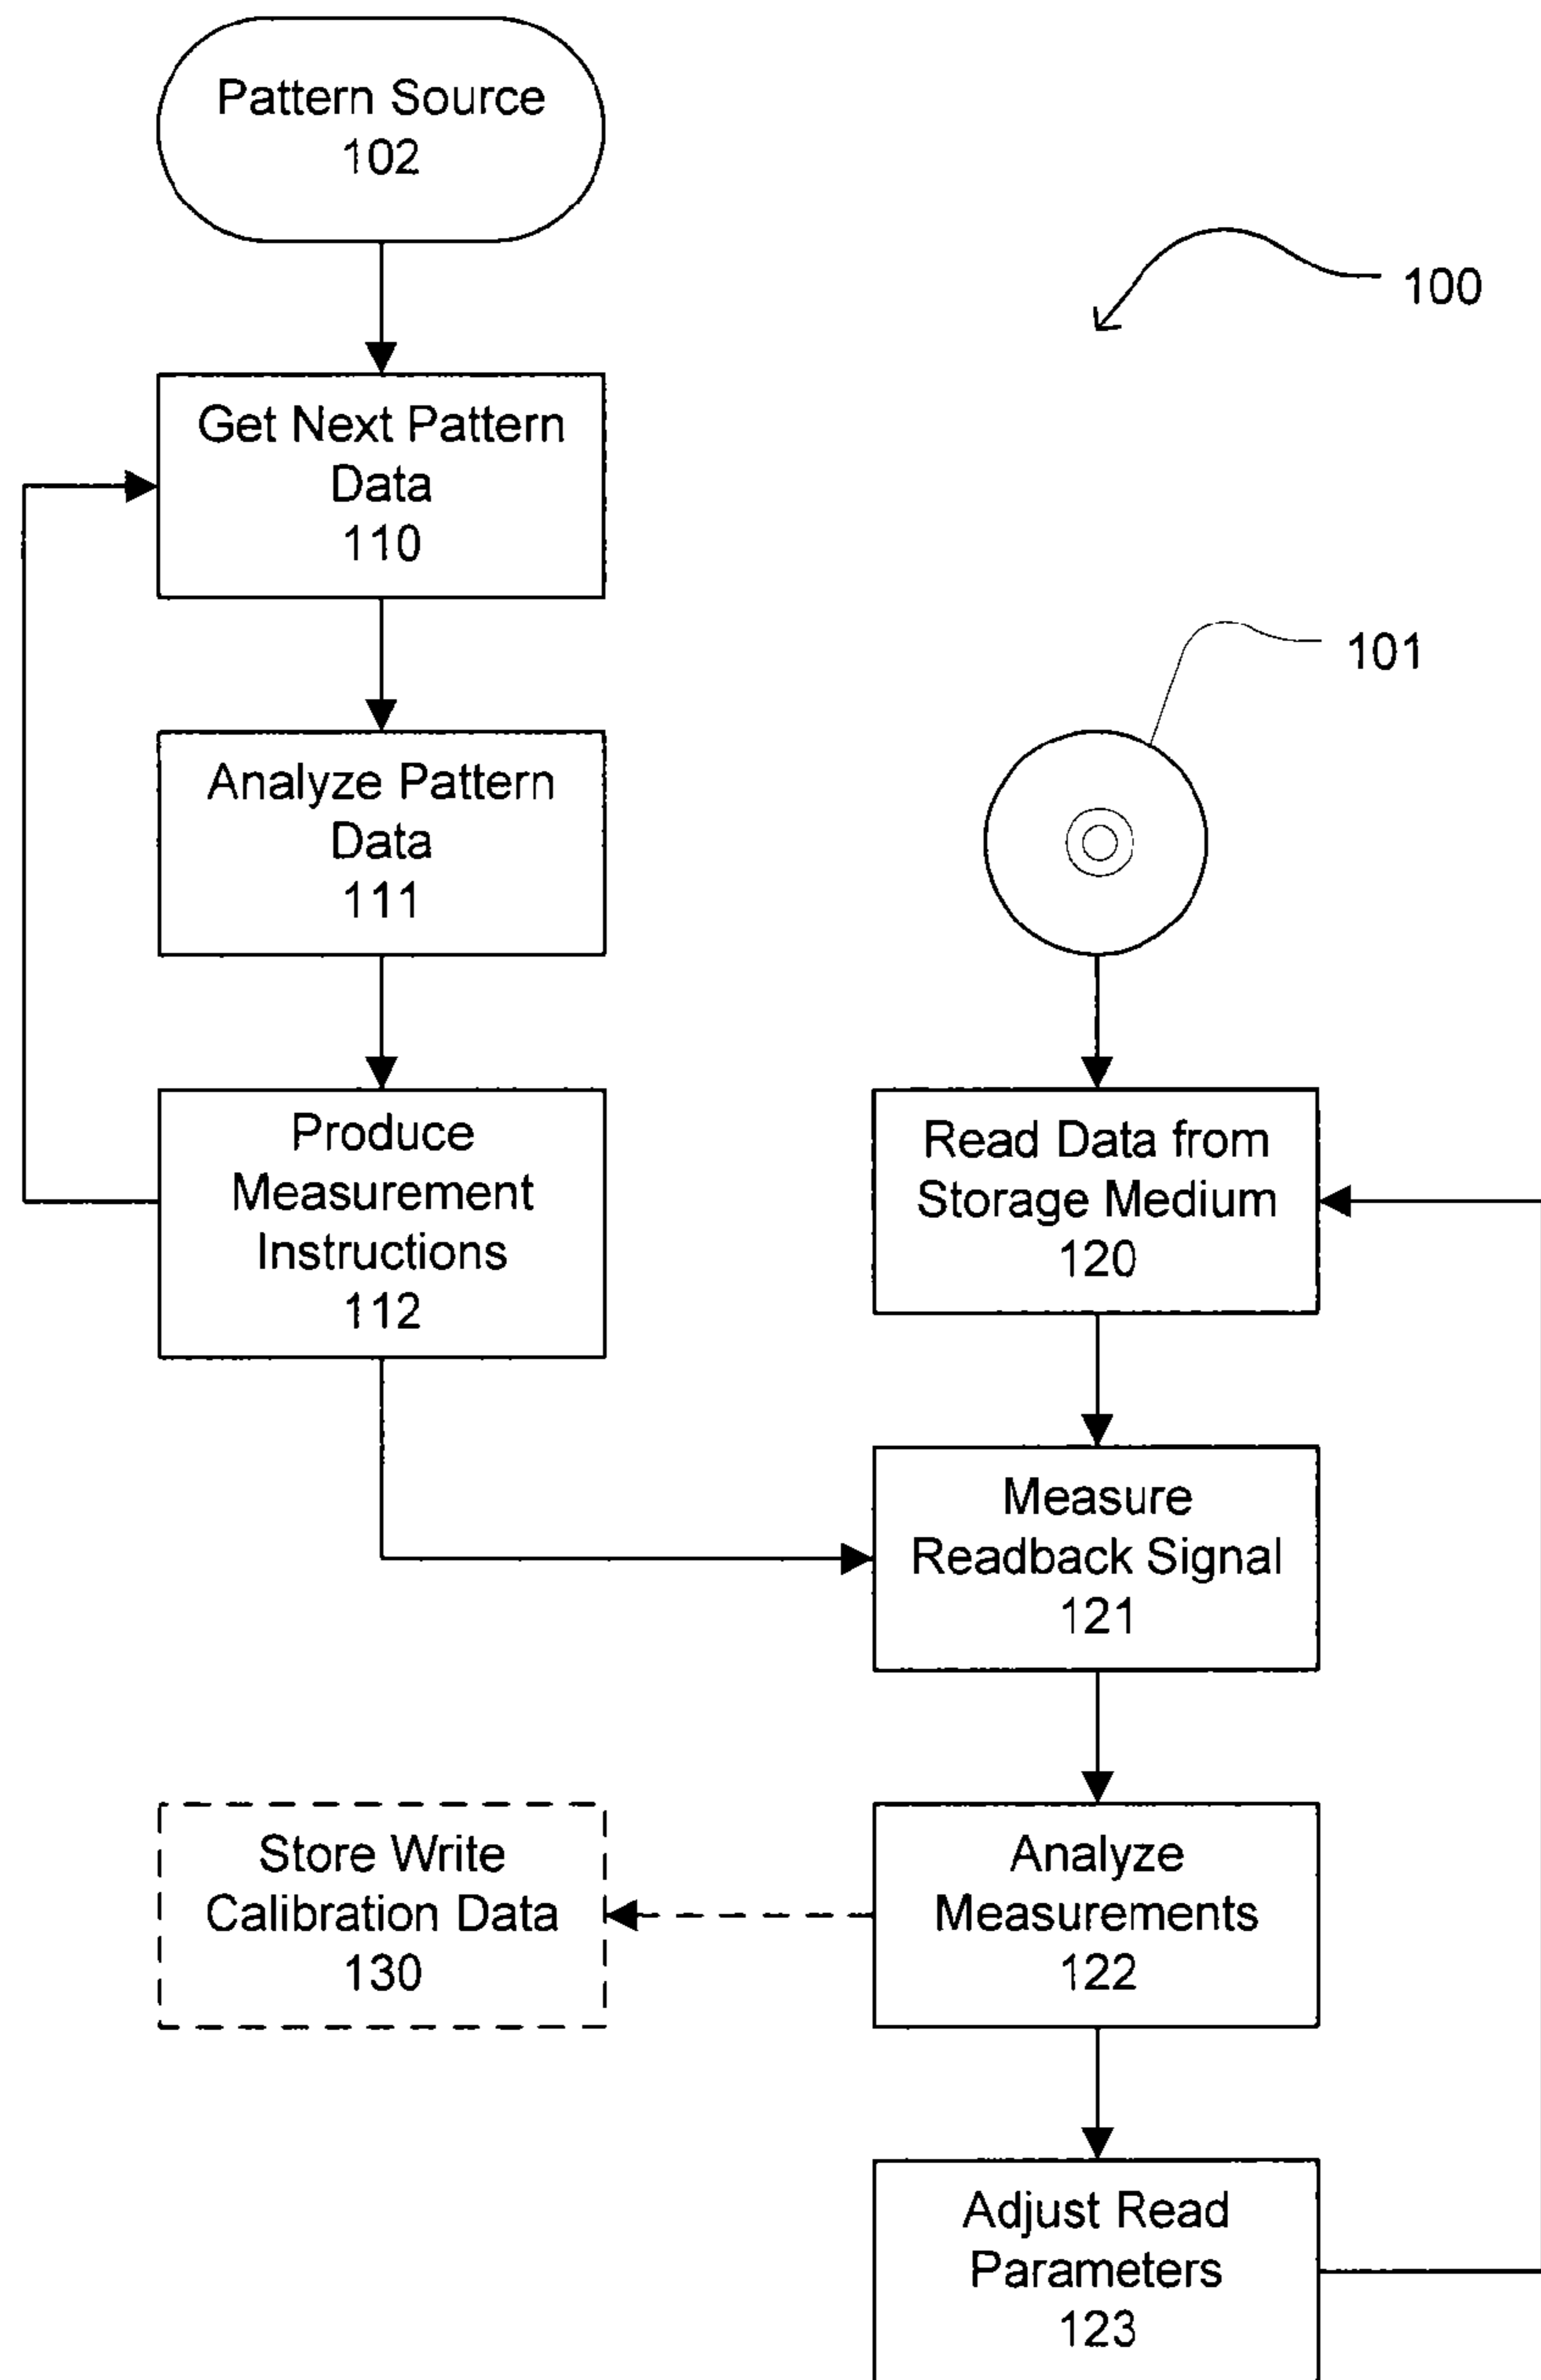 Pattern Source
102
100
Get Next Pattern
Data
110
101
Analyze Pattern
Data
111
Produce
Measurement
Instructions
112
Read Data from
Storage Medium
120
Measure
Readback Signal
121
Store Write
Calibration Data
130
Analyze
Measurements
122
Adjust Read
Parameters
123